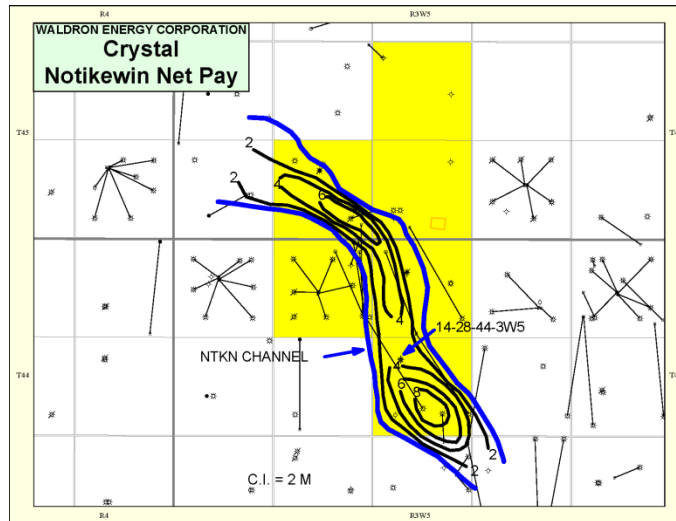 R4
R3W5
WALDRON ENERGY CORPORATION
Crystal
Notikewin Net Pay
T45
T4
2
2
4
6
4
14-28-44-3W5
NTKN CHANNEL
4
6
8
T44
T4
2
2
C.I. = 2 M
R4
R3W5